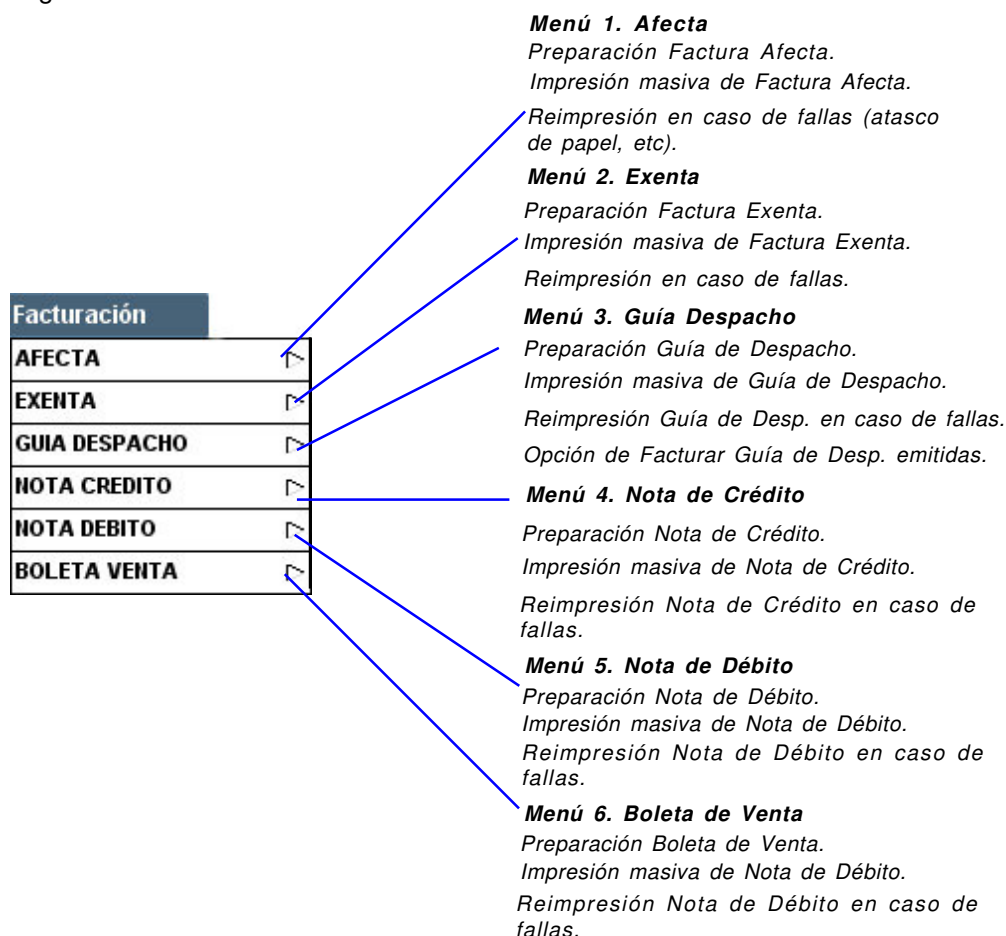 Menú 1. Afecta
Preparación Factura Afecta.
Impresión masiva de Factura Afecta.
Reimpresión en caso de fallas (atasco
de papel, etc).
Menú 2. Exenta
Preparación Factura Exenta.
Impresión masiva de Factura Exenta.
Reimpresión en caso de fallas.
Facturación
AFECTA
EXENTA
GUIA DESPACHO
NOTA CREDITO
NOTA DEBITO
BOLETA VENTA
Menú 3. Guía Despacho
Preparación Guía de Despacho.
Impresión masiva de Guía de Despacho.
Reimpresión Guía de Desp. en caso de fallas.
Opción de Facturar Guía de Desp. emitidas.
Menú 4. Nota de Crédito
Preparación Nota de Crédito.
Impresión masiva de Nota de Crédito.
Reimpresión Nota de Crédito en caso de
fallas.
Menú 5. Nota de Débito
Preparación Nota de Débito.
Impresión masiva de Nota de Débito.
Reimpresión Nota de Débito en caso de
fallas.
Menú 6. Boleta de Venta
Preparación Boleta de Venta.
Impresión masiva de Nota de Débito.
Reimpresión Nota de Débito en caso de
fallas.